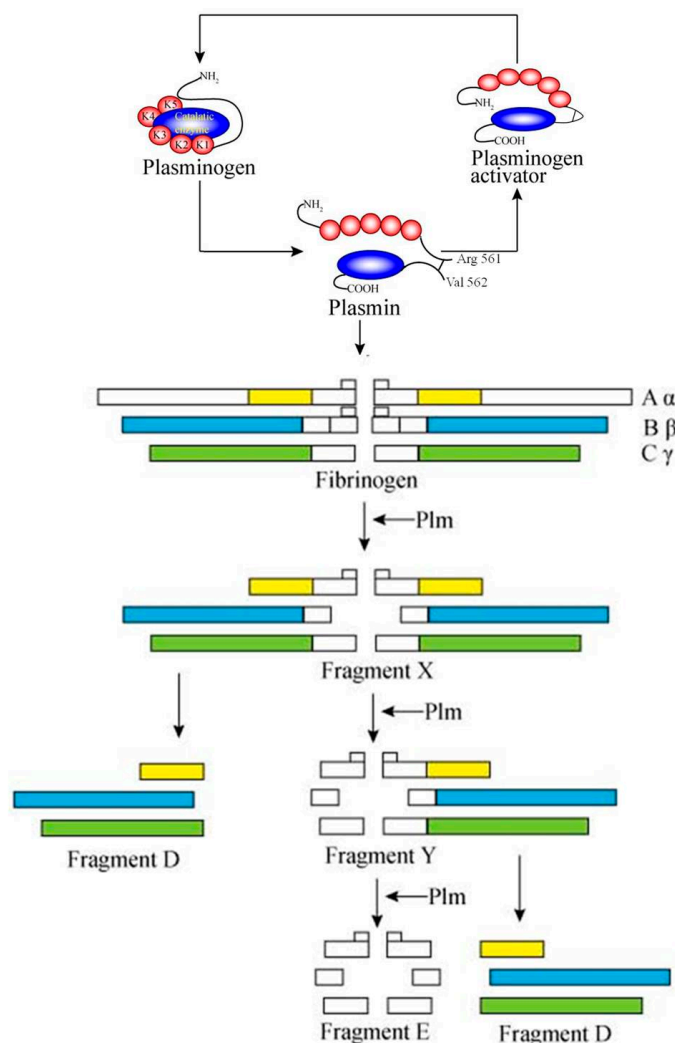 NH2
K5
K4
Catalatic
enzyme
K3
K2
K1
Plasminogen
NH2
COOH
Plasminogen
activator
NH2
COOH
Arg 561
Val 562
Plasmin
A α
B β
C γ
Fibrinogen
Plm
Fragment X
Plm
Fragment D
Fragment Y
Plm
Fragment E
Fragment D